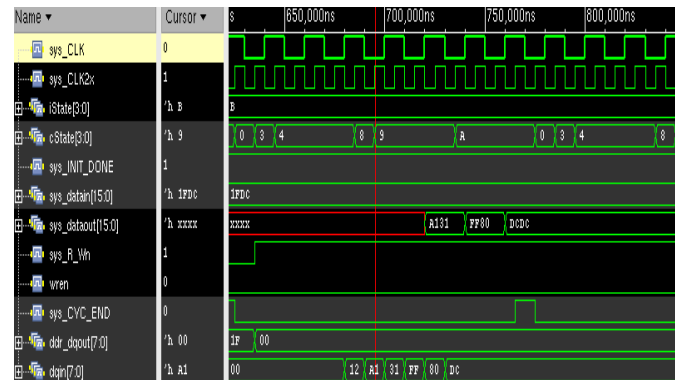 Name Cursor s 650,000ns 700,000ns 750,000ns 800,000ns
sys_CLK 0
sys_CLK2x 1
iState[3:0] 'h B B
cState[3:0] 'h 9 0 3 4 8 9 A 0 3 4 8
sys_INIT_DONE 1
sys_datain[15:0] 'h 1FDC 1FDC
sys_dataout[15:0] 'h xxxx xxxx A131 FF80 DCDC
sys_R_Wn 1
wren 0
sys_CYC_END 0
ddr_dqout[7:0] 'h 00 1F 00
dqin[7:0] 'h A1 00 12 A1 31 FF 80 DC